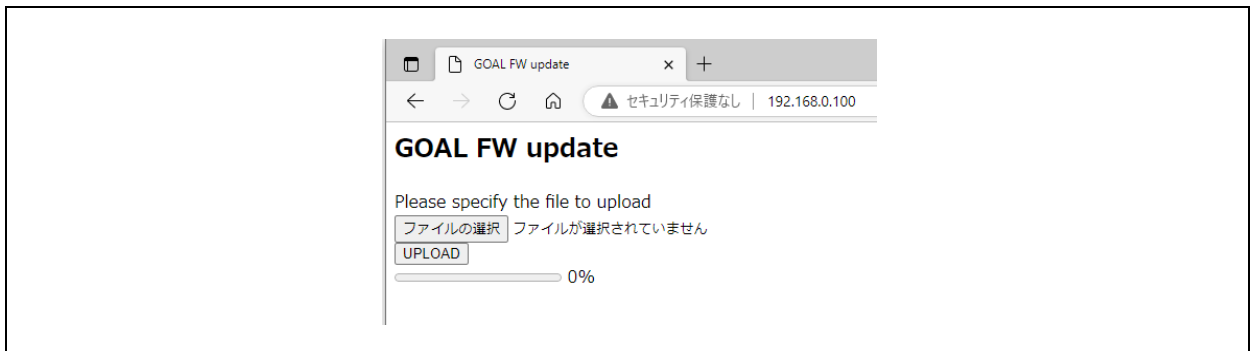 GOAL FW update
セキュリティ保護なし | 192.168.0.100
GOAL FW update
Please specify the file to upload
ファイルの選択 ファイルが選択されていません
UPLOAD
0%